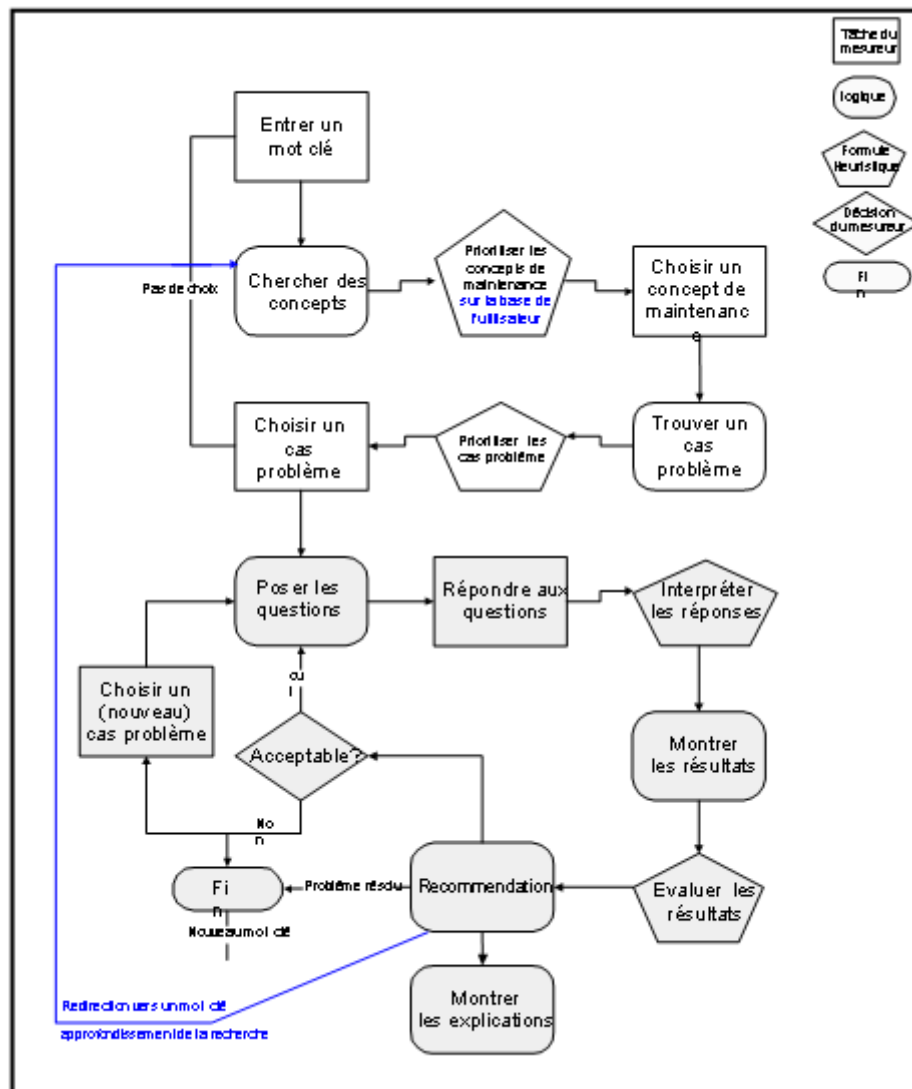 Tâche du
mesureur
logique
Formule
Heuristique
Décision
du mesureur
Fi
n
Entrer un
mot clé
Pas de choix
Chercher des
concepts
Prioritiser les
concepts de
maintenance
sur la base de
l'utilisateur
Choisir un
concept de
maintenanc
e
Choisir un
cas
problème
Prioritiser les
cas problème
Trouver un
cas
problème
Poser les
questions
Répondre aux
questions
Interpréter
les réponses
Choisir un
(nouveau)
cas problème
ou
i
Acceptable?
Montrer
les résultats
No
n
Fi
n
Problème résolu
Recommendation
Evaluer les
résultats
Nouveau mot clé
Redirection vers un mot clé
approfondissement de la recherche
Montrer
les explications